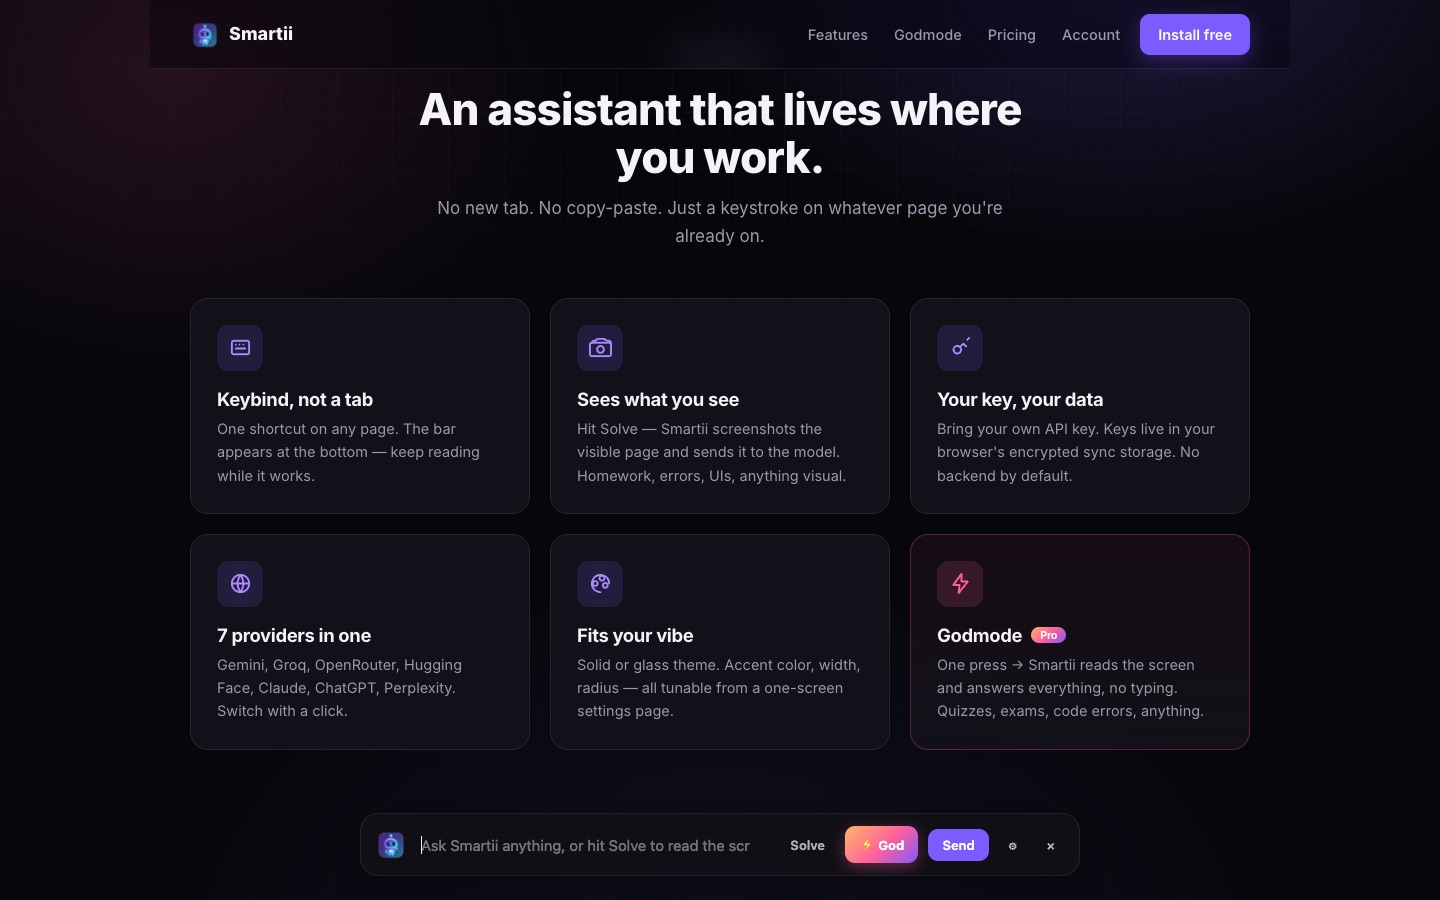 Smartii
Features
Godmode
Pricing
Account
Install free
An assistant that lives where
you work.
No new tab. No copy-paste. Just a keystroke on whatever page you're
already on.
Keybind, not a tab
One shortcut on any page. The bar
appears at the bottom — keep reading
while it works.
Sees what you see
Hit Solve — Smartii screenshots the
visible page and sends it to the model.
Homework, errors, UIs, anything visual.
Your key, your data
Bring your own API key. Keys live in your
browser's encrypted sync storage. No
backend by default.
7 providers in one
Gemini, Groq, OpenRouter, Hugging
Face, Claude, ChatGPT, Perplexity.
Switch with a click.
Fits your vibe
Solid or glass theme. Accent color, width,
radius — all tunable from a one-screen
settings page.
Godmode Pro
One press → Smartii reads the screen
and answers everything, no typing.
Quizzes, exams, code errors, anything.
Ask Smartii anything, or hit Solve to read the scr
Solve
⚡ God
Send